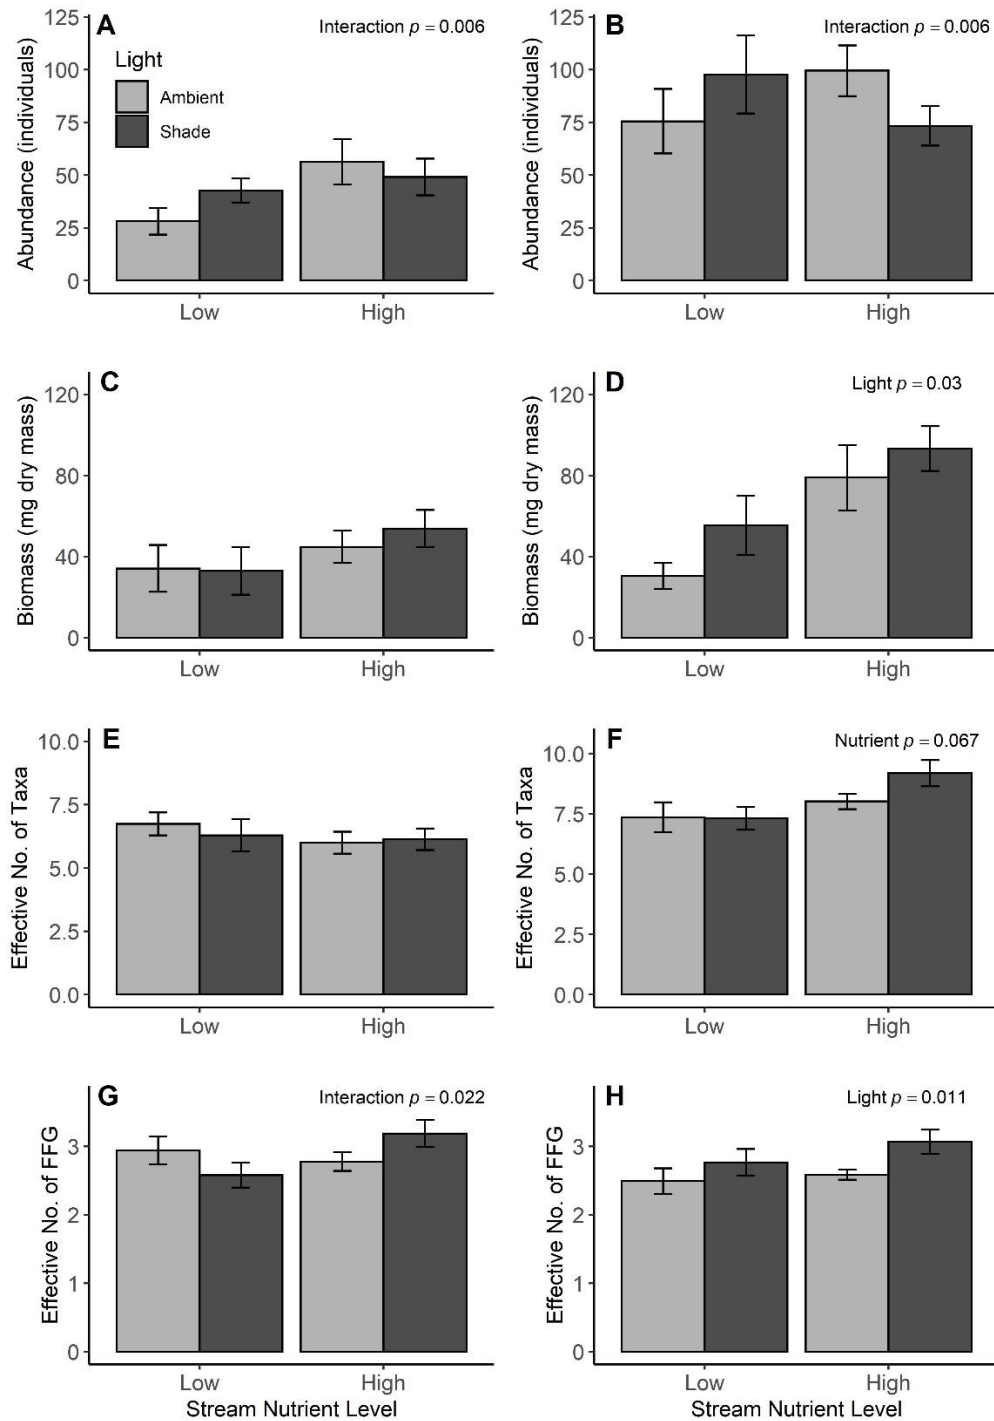 A
Interaction p = 0.006
Light
Ambient
Shade
Abundance (individuals)
125
100
75
50
25
0
Low
High
B
Interaction p = 0.006
Abundance (individuals)
125
100
75
50
25
0
Low
High
C
Biomass (mg dry mass)
120
80
40
0
Low
High
D
Light p = 0.03
Biomass (mg dry mass)
120
80
40
0
Low
High
E
Effective No. of Taxa
10.0
7.5
5.0
2.5
0.0
Low
High
F
Nutrient p = 0.067
Effective No. of Taxa
10.0
7.5
5.0
2.5
0.0
Low
High
G
Interaction p = 0.022
Effective No. of FFG
3
2
1
0
Low
High
Stream Nutrient Level
H
Light p = 0.011
Effective No. of FFG
3
2
1
0
Low
High
Stream Nutrient Level